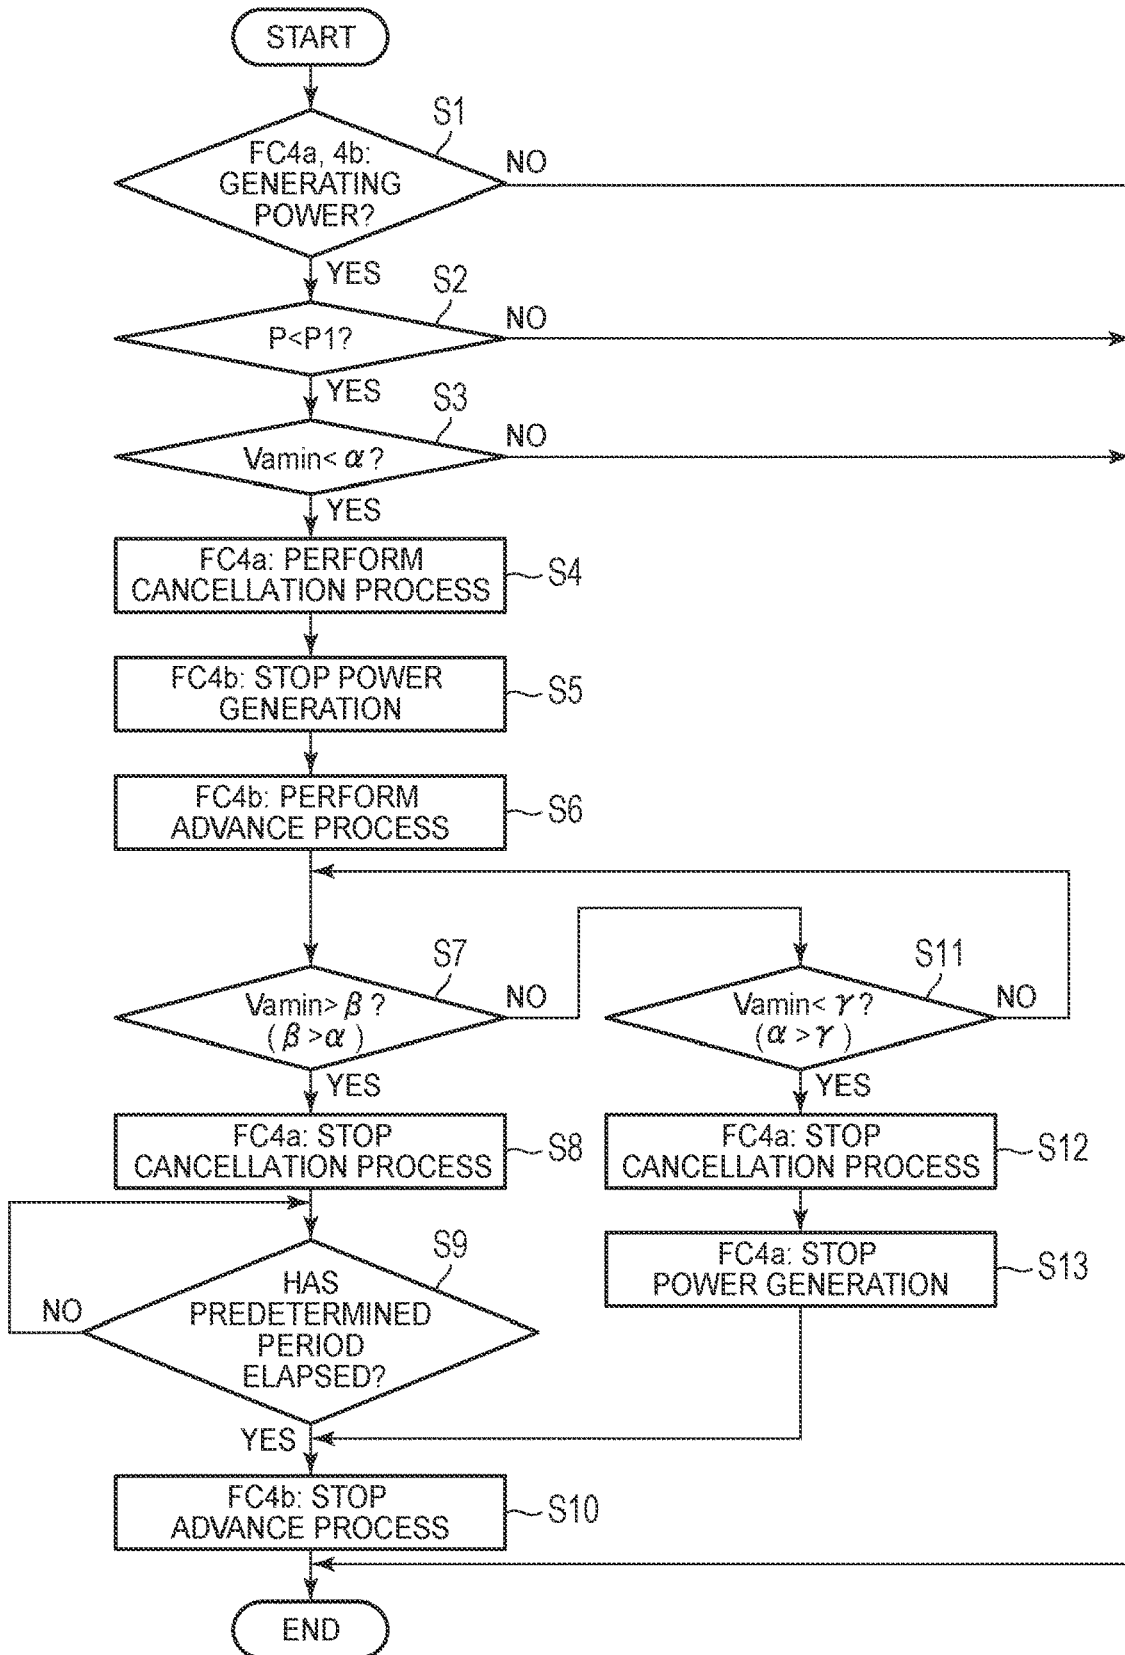 START
S1
FC4a, 4b:
GENERATING
POWER?
NO
YES
S2
P<P1?
NO
YES
S3
Vamin< α ?
NO
YES
FC4a: PERFORM
CANCELLATION PROCESS
S4
FC4b: STOP POWER
GENERATION
S5
FC4b: PERFORM
ADVANCE PROCESS
S6
S7
Vamin> β ?
( β >α )
NO
YES
S11
Vamin< γ ?
( α >γ )
NO
YES
FC4a: STOP
CANCELLATION PROCESS
S8
FC4a: STOP
CANCELLATION PROCESS
S12
S9
HAS
PREDETERMINED
PERIOD
ELAPSED?
NO
YES
FC4a: STOP
POWER GENERATION
S13
FC4b: STOP
ADVANCE PROCESS
S10
END